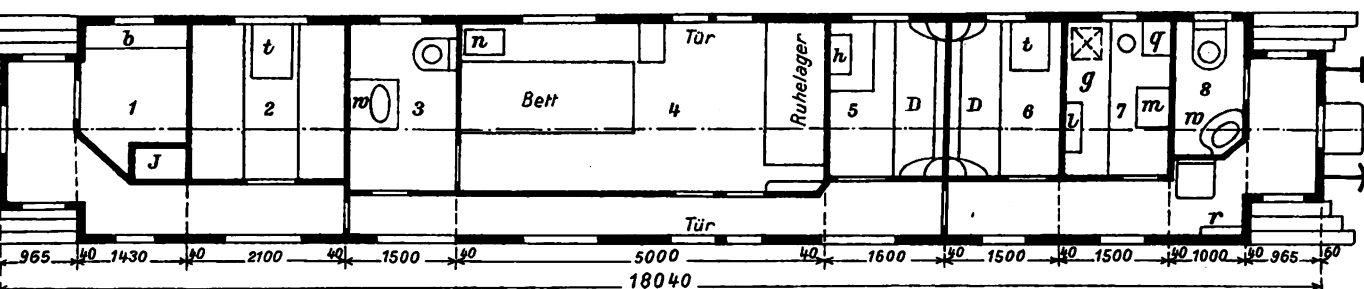 b t n Tür h t q
w g
1 2 3 Bett 4 Ruhelager 5 D D 6 l 7 m 8
J w
Tür r
965 40 1430 40 2100 40 1500 40 5000 40 1600 40 1500 40 1500 40 1000 40 965 60
18040